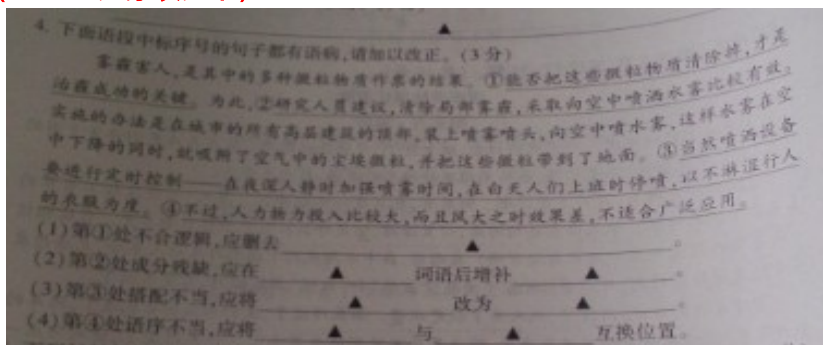 4. 下面语段中标序号的句子都有语病,请加以改正。(3分)
雾霾害人,是其中的多种微粒物质作祟的结果。①能否把这些微粒物质清除掉,才是
治霾成功的关键。为此,②研究人员建议,清除局部雾霾,采取向空中喷洒水雾比较有效。
实施的办法是在城市的所有高层建筑的顶部,装上喷雾喷头,向空中喷水雾,这样水雾在空
中下降的同时,就吸附了空气中的尘埃微粒,并把这些微粒带到了地面。③当然喷洒设备
要进行定时控制——在夜深人静时加强喷雾时间,在白天人们上班时停喷,以不淋湿行人
的衣服为度。④不过,人力物力投入比较大,而且风大之时效果差,不适合广泛应用。
(1)第①处不合逻辑,应删去▲。
(2)第②处成分残缺,应在▲词语后增补▲。
(3)第③处搭配不当,应将▲改为▲。
(4)第④处语序不当,应将▲与▲互换位置。